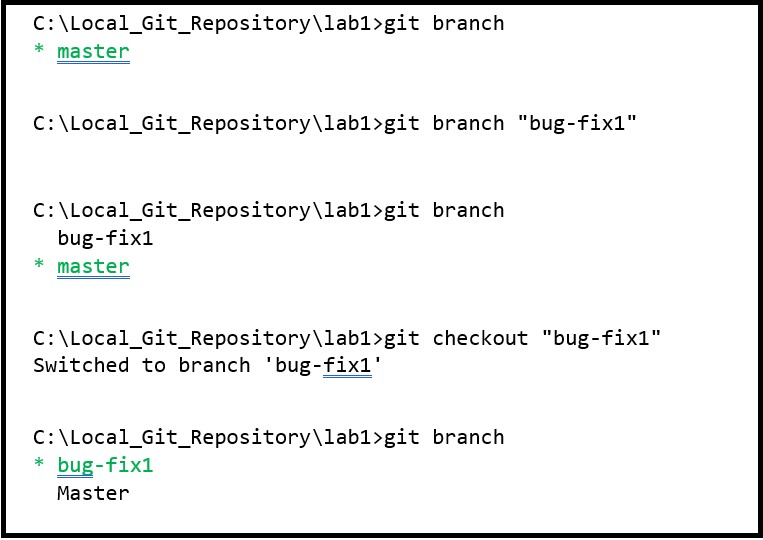 C:\Local_Git_Repository\lab1>git branch
* master
C:\Local_Git_Repository\lab1>git branch "bug-fix1"
C:\Local_Git_Repository\lab1>git branch
bug-fix1
* master
C:\Local_Git_Repository\lab1>git checkout "bug-fix1"
Switched to branch 'bug-fix1'
C:\Local_Git_Repository\lab1>git branch
* bug-fix1
Master